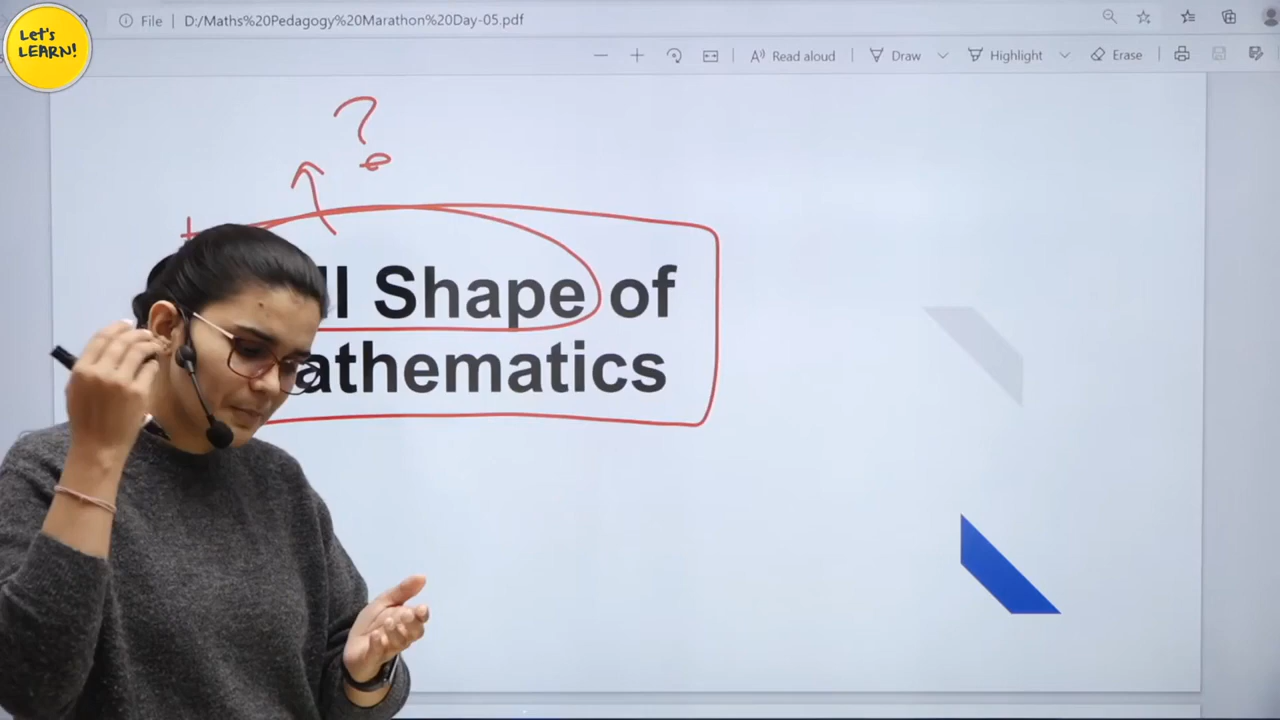 Let's
LEARN!
File | D:/Maths%20Pedagogy%20Marathon%20Day-05.pdf
Read aloud
Draw
Highlight
Erase
?
ll Shape of
athematics